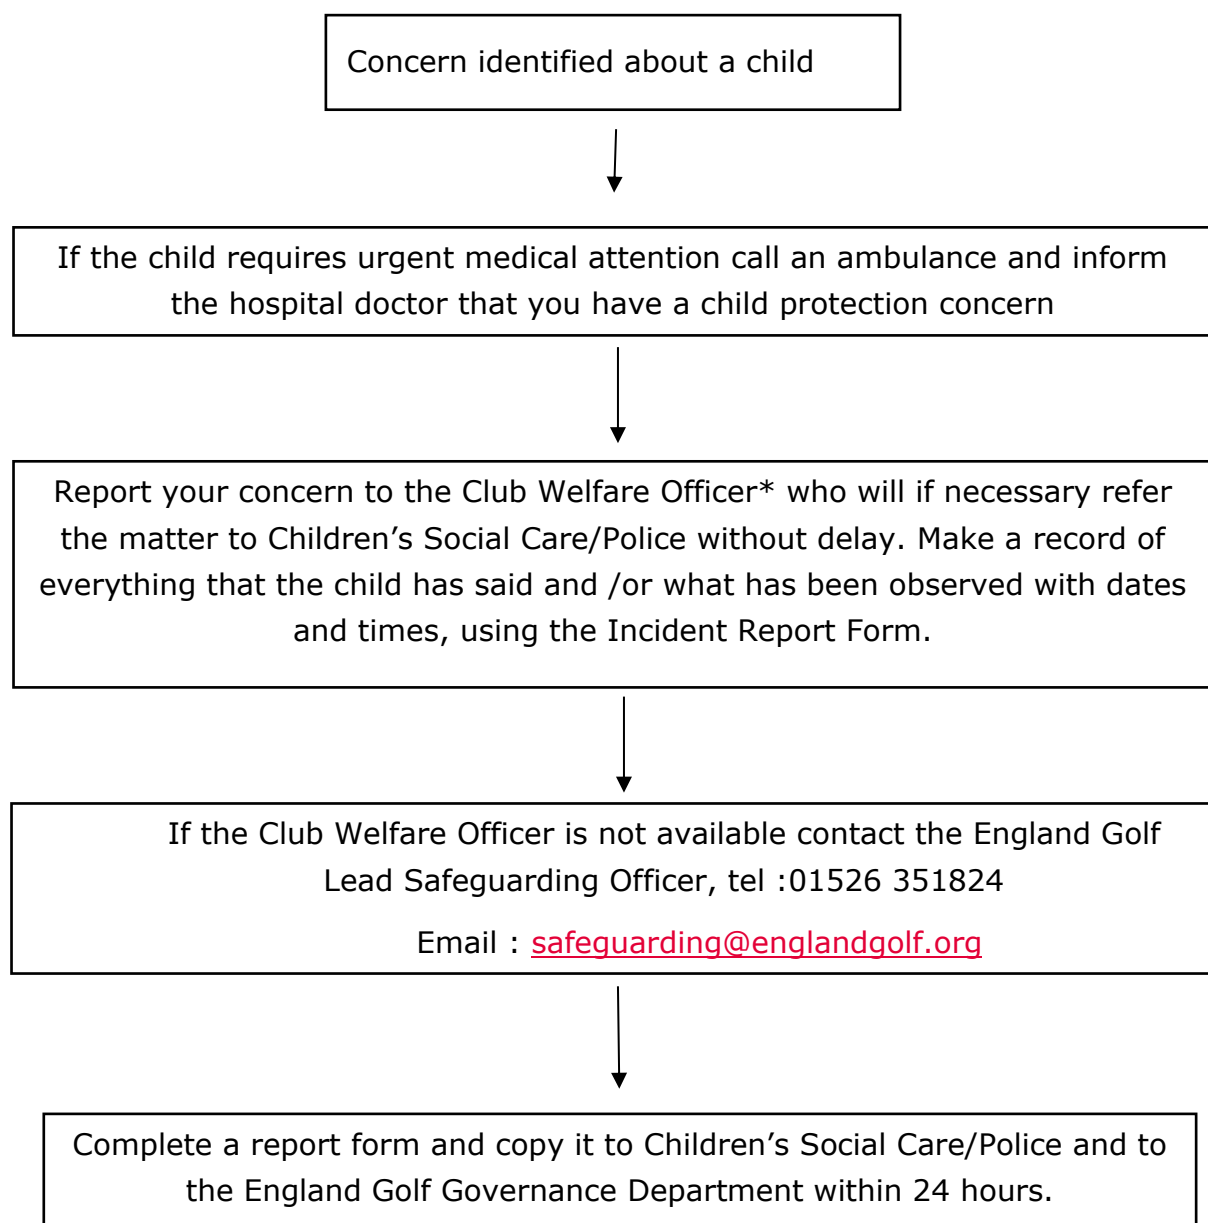 Concern identified about a child
If the child requires urgent medical attention call an ambulance and inform
the hospital doctor that you have a child protection concern
Report your concern to the Club Welfare Officer* who will if necessary refer
the matter to Children’s Social Care/Police without delay. Make a record of
everything that the child has said and /or what has been observed with dates
and times, using the Incident Report Form.
If the Club Welfare Officer is not available contact the England Golf
Lead Safeguarding Officer, tel :01526 351824
Email : safeguarding@englandgolf.org
Complete a report form and copy it to Children’s Social Care/Police and to
the England Golf Governance Department within 24 hours.